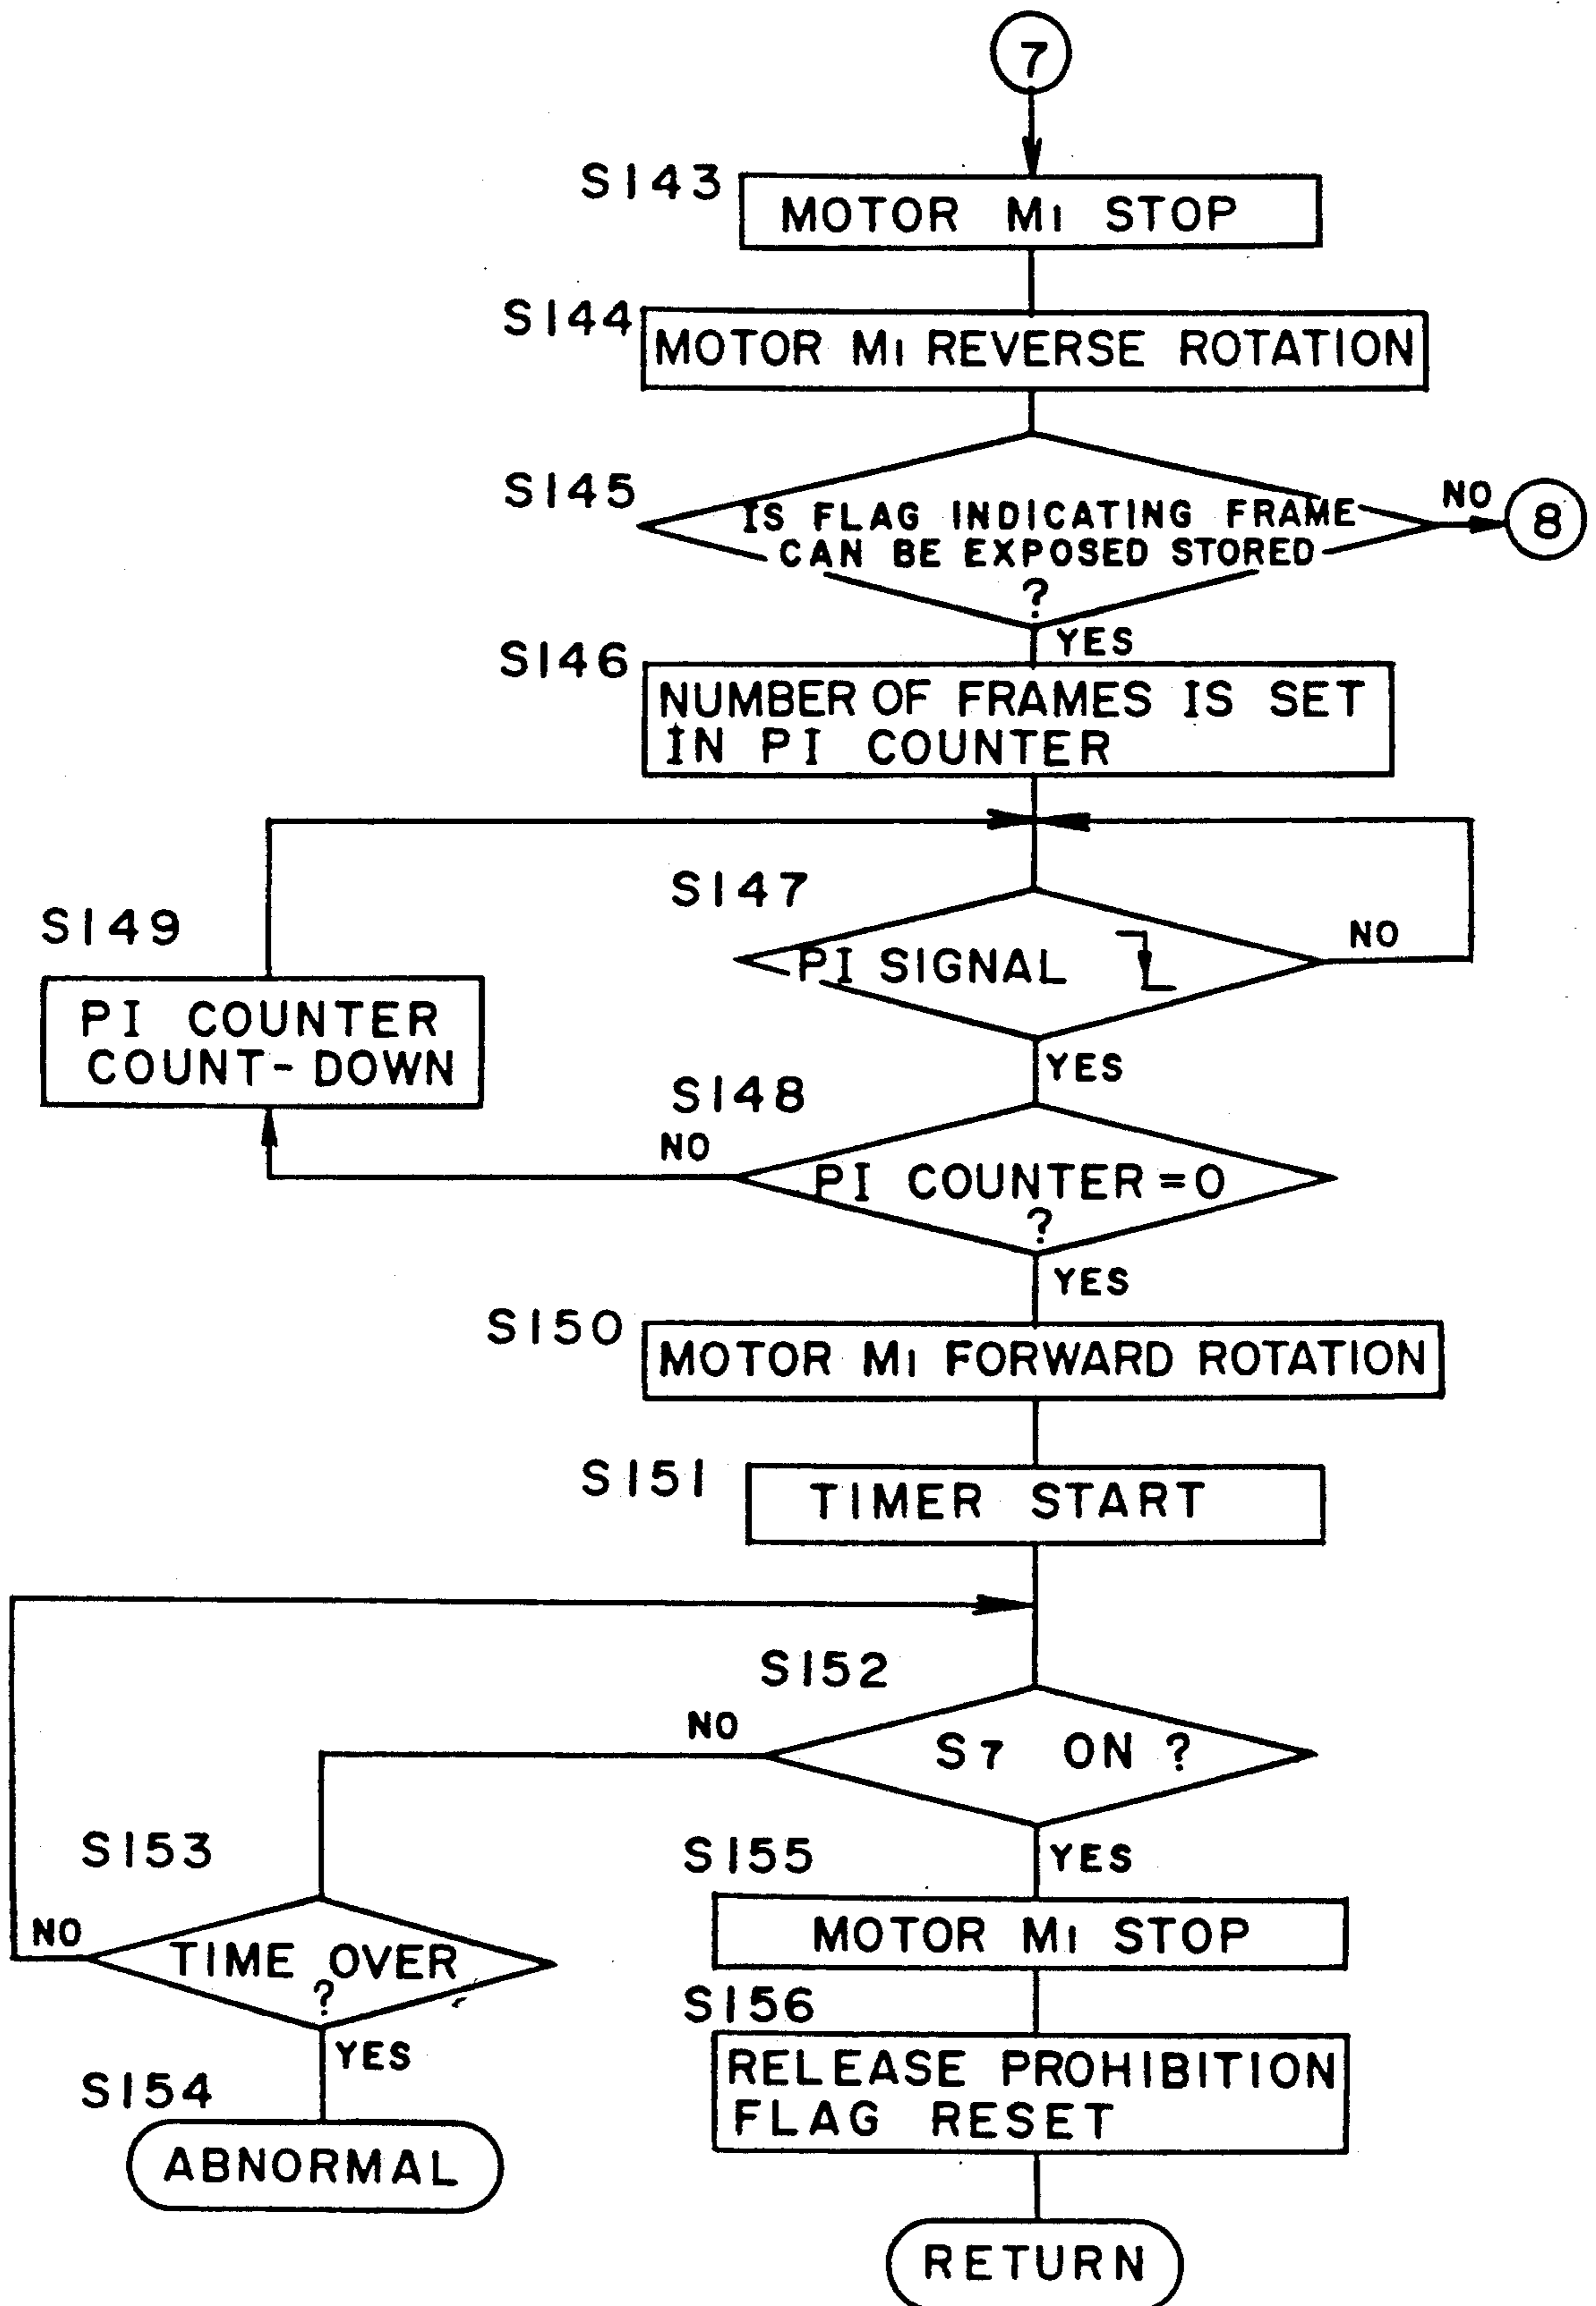 7
S143
MOTOR M1 STOP
S144
MOTOR M1 REVERSE ROTATION
S145
IS FLAG INDICATING FRAME
CAN BE EXPOSED STORED
?
NO
8
YES
S146
NUMBER OF FRAMES IS SET
IN PI COUNTER
S147
PI SIGNAL
NO
S149
PI COUNTER
COUNT-DOWN
YES
S148
NO
PI COUNTER=0
?
YES
S150
MOTOR M1 FORWARD ROTATION
S151
TIMER START
S152
NO
S7 ON ?
YES
S153
NO
TIME OVER
?
YES
S154
ABNORMAL
S155
MOTOR M1 STOP
S156
RELEASE PROHIBITION
FLAG RESET
RETURN